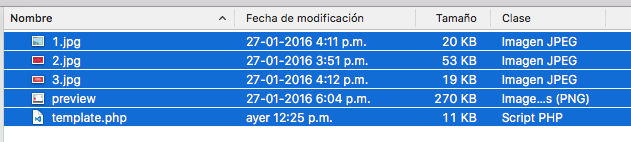 Nombre Fecha de modificación Tamaño Clase
1.jpg 27-01-2016 4:11 p.m. 20 KB Imagen JPEG
2.jpg 27-01-2016 3:51 p.m. 53 KB Imagen JPEG
3.jpg 27-01-2016 4:12 p.m. 19 KB Imagen JPEG
preview 27-01-2016 6:04 p.m. 270 KB Image...s (PNG)
template.php ayer 12:25 p.m. 11 KB Script PHP